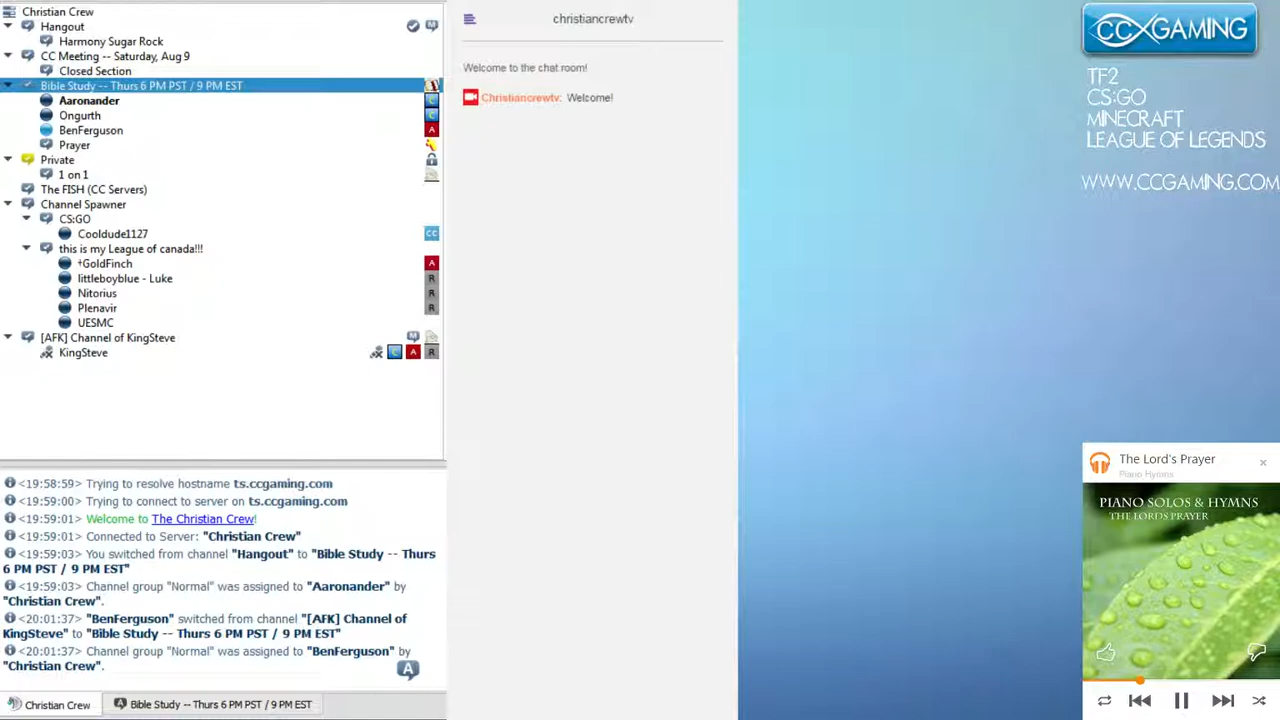 Christian Crew
Hangout
Harmony Sugar Rock
CC Meeting -- Saturday, Aug 9
Closed Section
Bible Study -- Thurs 6 PM PST / 9 PM EST
Aaronander
Ongurth
BenFerguson
Prayer
Private
1 on 1
The FISH (CC Servers)
Channel Spawner
CS:GO
Cooldude1127
CC
this is my League of canada!!!
†GoldFinch
littleboyblue - Luke
Nitorius
Plenavir
UESMC
[AFK] Channel of KingSteve
KingSteve
<19:58:59> Trying to resolve hostname ts.ccgaming.com
<19:59:00> Trying to connect to server on ts.ccgaming.com
<19:59:01> Welcome to The Christian Crew!
<19:59:01> Connected to Server: "Christian Crew"
<19:59:03> You switched from channel "Hangout" to "Bible Study -- Thurs
6 PM PST / 9 PM EST"
<19:59:03> Channel group "Normal" was assigned to "Aaronander" by
"Christian Crew".
<20:01:37> "BenFerguson" switched from channel "[AFK] Channel of
KingSteve" to "Bible Study -- Thurs 6 PM PST / 9 PM EST"
<20:01:37> Channel group "Normal" was assigned to "BenFerguson" by
"Christian Crew".
Christian Crew
Bible Study -- Thurs 6 PM PST / 9 PM EST
christiancrewtv
Welcome to the chat room!
Christiancrewtv: Welcome!
CC GAMING
TF2
CS:GO
MINECRAFT
LEAGUE OF LEGENDS
WWW.CCGAMING.COM
The Lord's Prayer
Piano Hymns
PIANO SOLOS & HYMNS
THE LORDS PRAYER